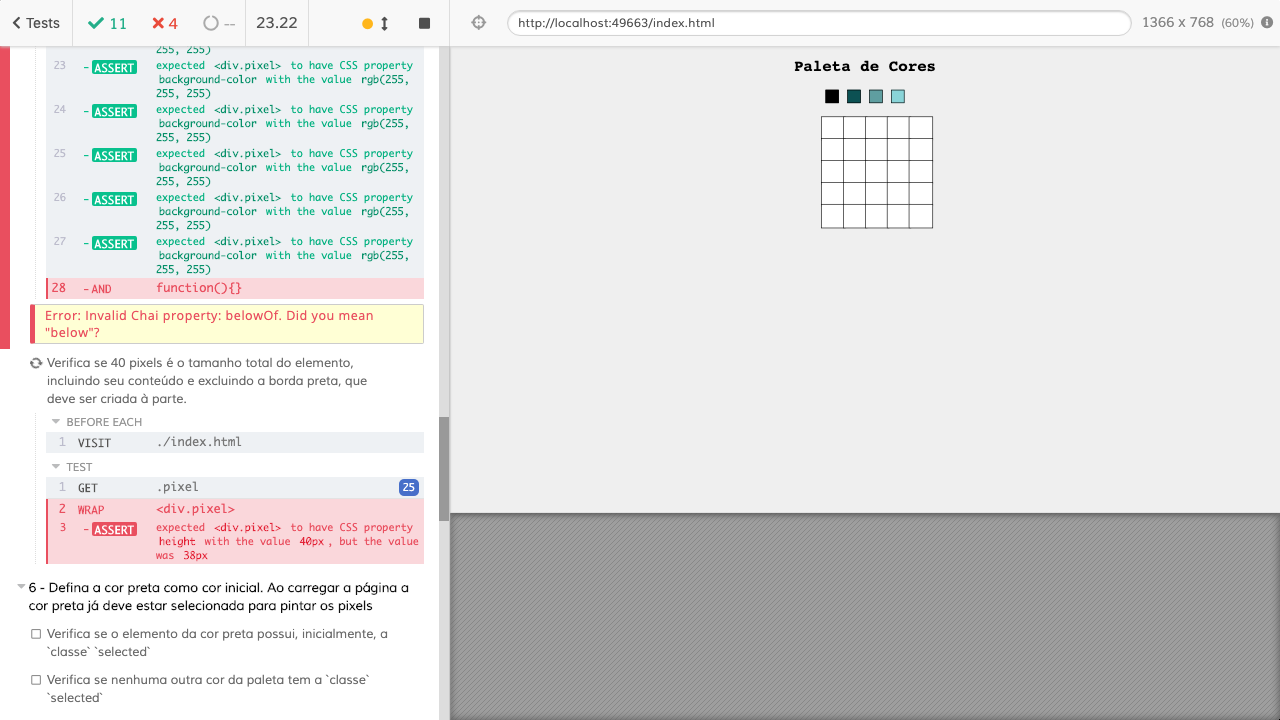 Tests
11
4
--
23.22
http://localhost:49663/index.html
1366 x 768 (60%)
255, 255)
23 - ASSERT expected <div.pixel> to have CSS property
background-color with the value rgb(255,
255, 255)
24 - ASSERT expected <div.pixel> to have CSS property
background-color with the value rgb(255,
255, 255)
25 - ASSERT expected <div.pixel> to have CSS property
background-color with the value rgb(255,
255, 255)
26 - ASSERT expected <div.pixel> to have CSS property
background-color with the value rgb(255,
255, 255)
27 - ASSERT expected <div.pixel> to have CSS property
background-color with the value rgb(255,
255, 255)
28 - AND function(){}
Error: Invalid Chai property: belowOf. Did you mean
"below"?
Verifica se 40 pixels é o tamanho total do elemento,
incluindo seu conteúdo e excluindo a borda preta, que
deve ser criada à parte.
BEFORE EACH
1 VISIT ./index.html
TEST
1 GET .pixel 25
2 WRAP <div.pixel>
3 - ASSERT expected <div.pixel> to have CSS property
height with the value 40px, but the value
was 38px
6 - Defina a cor preta como cor inicial. Ao carregar a página a
cor preta já deve estar selecionada para pintar os pixels
Verifica se o elemento da cor preta possui, inicialmente, a
`classe` `selected`
Verifica se nenhuma outra cor da paleta tem a `classe`
`selected`
Paleta de Cores